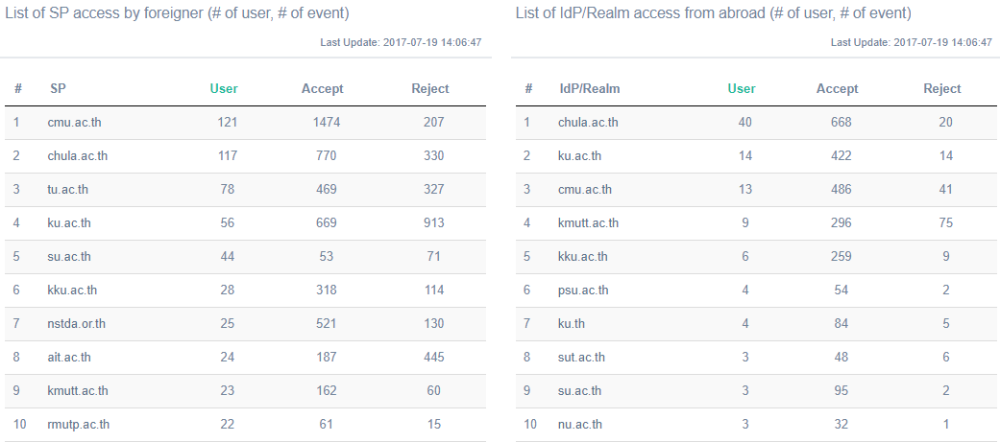 List of SP access by foreigner (# of user, # of event)
Last Update: 2017-07-19 14:06:47
# SP User Accept Reject
1 cmu.ac.th 121 1474 207
2 chula.ac.th 117 770 330
3 tu.ac.th 78 469 327
4 ku.ac.th 56 669 913
5 su.ac.th 44 53 71
6 kku.ac.th 28 318 114
7 nstda.or.th 25 521 130
8 ait.ac.th 24 187 445
9 kmutt.ac.th 23 162 60
10 rmutp.ac.th 22 61 15
List of IdP/Realm access from abroad (# of user, # of event)
Last Update: 2017-07-19 14:06:47
# IdP/Realm User Accept Reject
1 chula.ac.th 40 668 20
2 ku.ac.th 14 422 14
3 cmu.ac.th 13 486 41
4 kmutt.ac.th 9 296 75
5 kku.ac.th 6 259 9
6 psu.ac.th 4 54 2
7 ku.th 4 84 5
8 sut.ac.th 3 48 6
9 su.ac.th 3 95 2
10 nu.ac.th 3 32 1